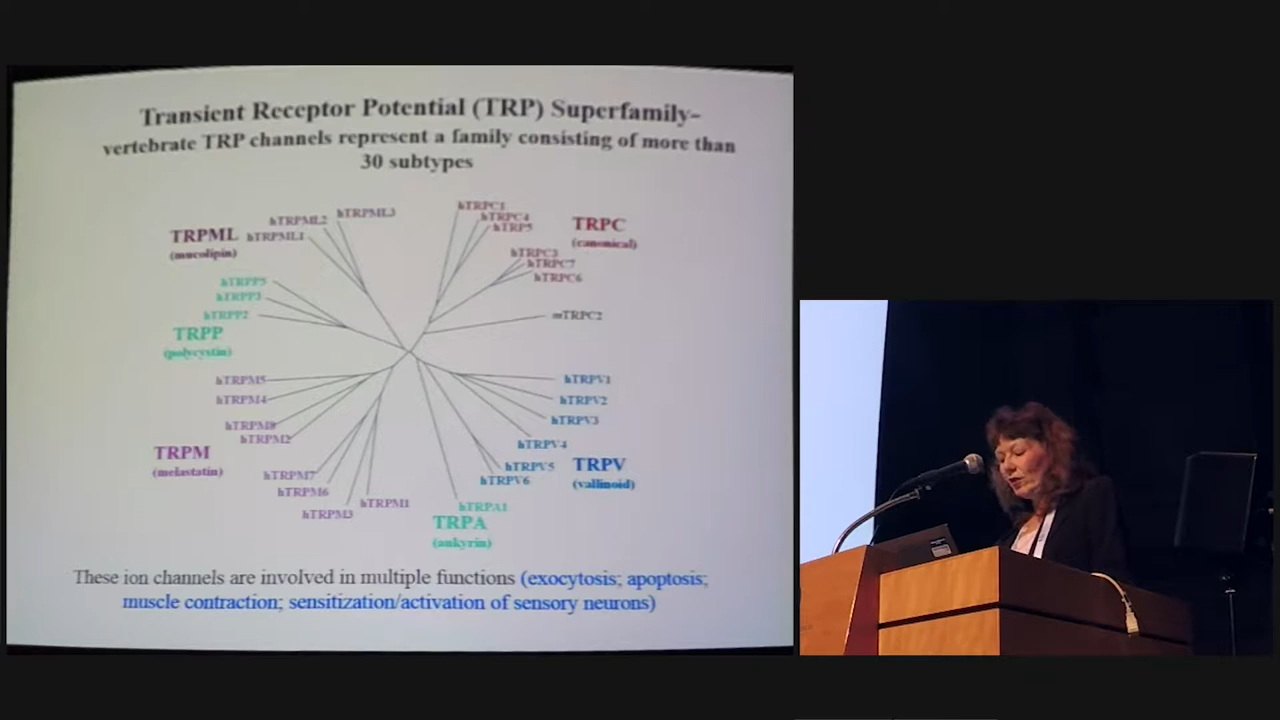 Transient Receptor Potential (TRP) Superfamily-
vertebrate TRP channels represent a family consisting of more than
30 subtypes
TRPML
(mucolipin)
hTRPML2
hTRPML3
hTRPML1
hTRPC1
hTRPC4
hTRP5
TRPC
(canonical)
hTRPC3
hTRPC7
hTRPC6
hTRPP5
hTRPP3
hTRPP2
TRPP
(polycystin)
mTRPC2
hTRPM5
hTRPM4
hTRPM8
hTRPM2
TRPM
(melastatin)
hTRPM7
hTRPM6
hTRPM3
hTRPM1
hTRPV1
hTRPV2
hTRPV3
hTRPV4
hTRPV5
hTRPV6
TRPV
(vallinoid)
hTRPA1
TRPA
(ankyrin)
These ion channels are involved in multiple functions (exocytosis; apoptosis;
muscle contraction; sensitization/activation of sensory neurons)